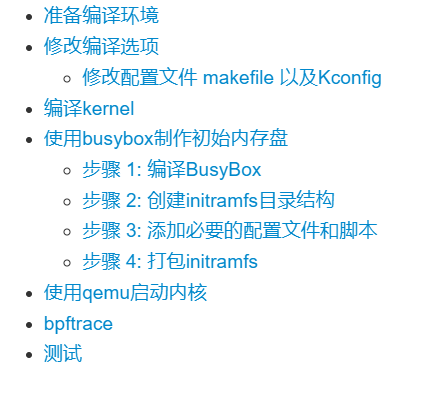 准备编译环境
修改编译选项
修改配置文件 makefile 以及Kconfig
编译kernel
使用busybox制作初始内存盘
步骤 1: 编译BusyBox
步骤 2: 创建initramfs目录结构
步骤 3: 添加必要的配置文件和脚本
步骤 4: 打包initramfs
使用qemu启动内核
bpftrace
测试